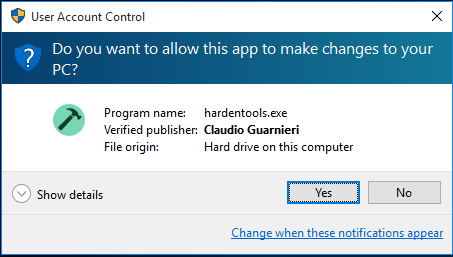 User Account Control
Do you want to allow this app to make changes to your
PC?
Program name: hardentools.exe
Verified publisher: Claudio Guarnieri
File origin: Hard drive on this computer
Show details
Yes
No
Change when these notifications appear